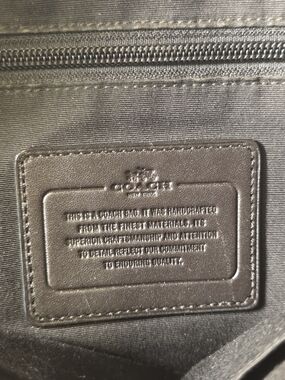 COACH
NEW YORK
THIS IS A COACH BAG. IT WAS HANDCRAFTED
FROM THE FINEST MATERIALS. ITS
SUPERIOR CRAFTSMANSHIP AND ATTENTION
TO DETAIL REFLECT OUR COMMITMENT
TO ENDURING QUALITY.